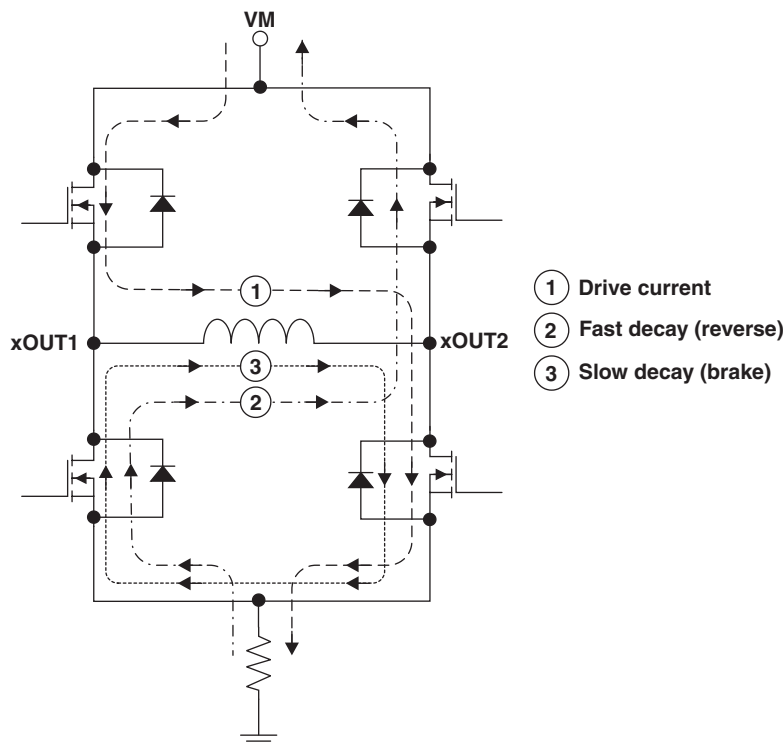 VM
1
xOUT1
xOUT2
3
2
1 Drive current
2 Fast decay (reverse)
3 Slow decay (brake)